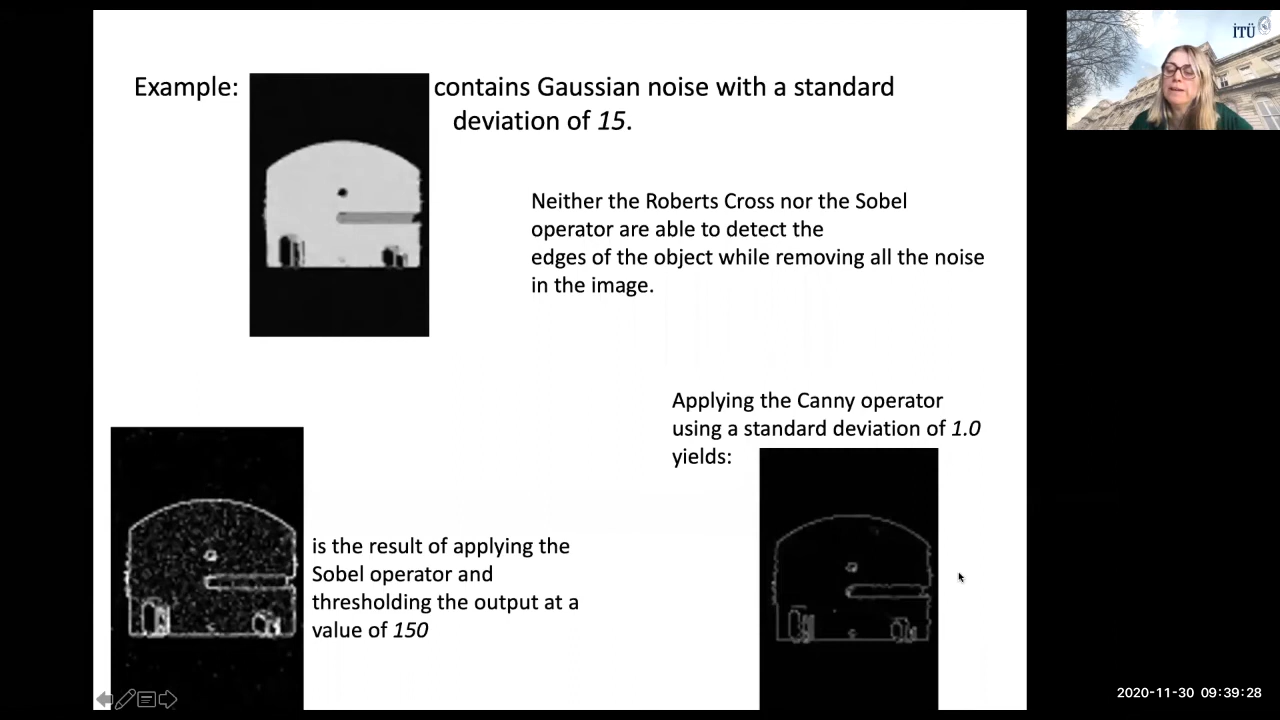 Example:
contains Gaussian noise with a standard
deviation of 15.
Neither the Roberts Cross nor the Sobel
operator are able to detect the
edges of the object while removing all the noise
in the image.
Applying the Canny operator
using a standard deviation of 1.0
yields:
is the result of applying the
Sobel operator and
thresholding the output at a
value of 150
İTÜ
2020-11-30 09:39:28